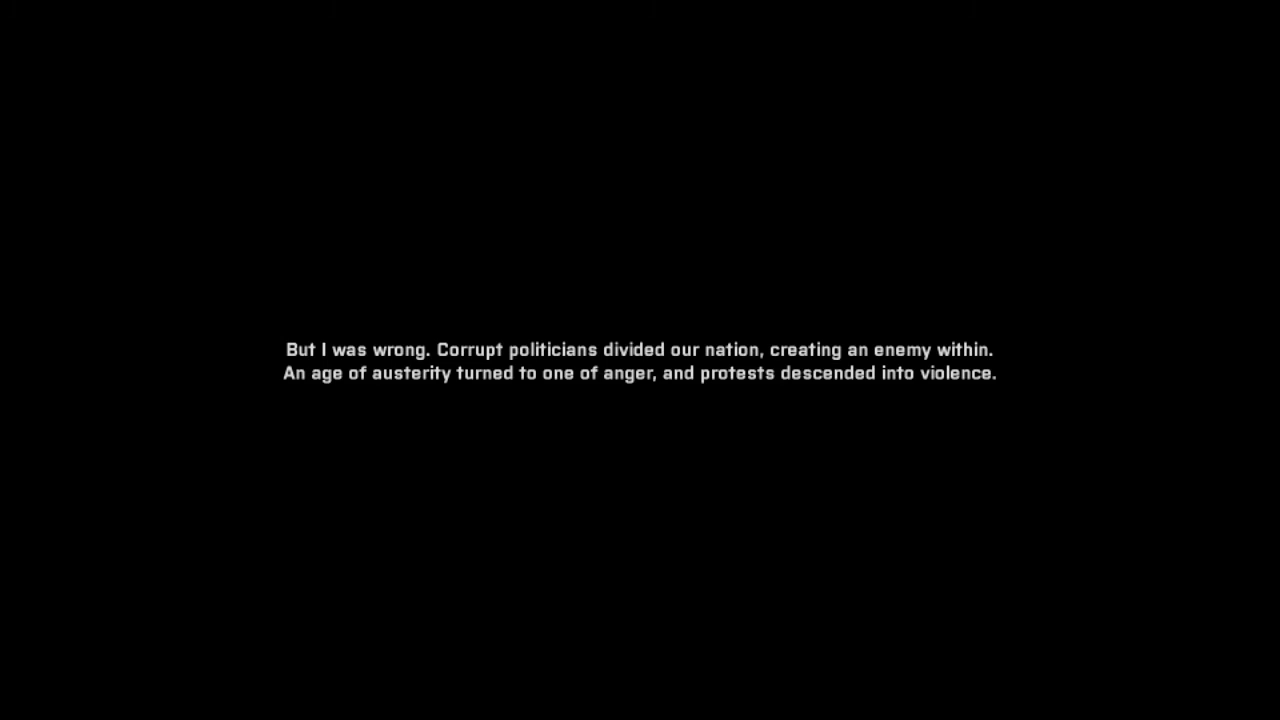 But I was wrong. Corrupt politicians divided our nation, creating an enemy within.
An age of austerity turned to one of anger, and protests descended into violence.